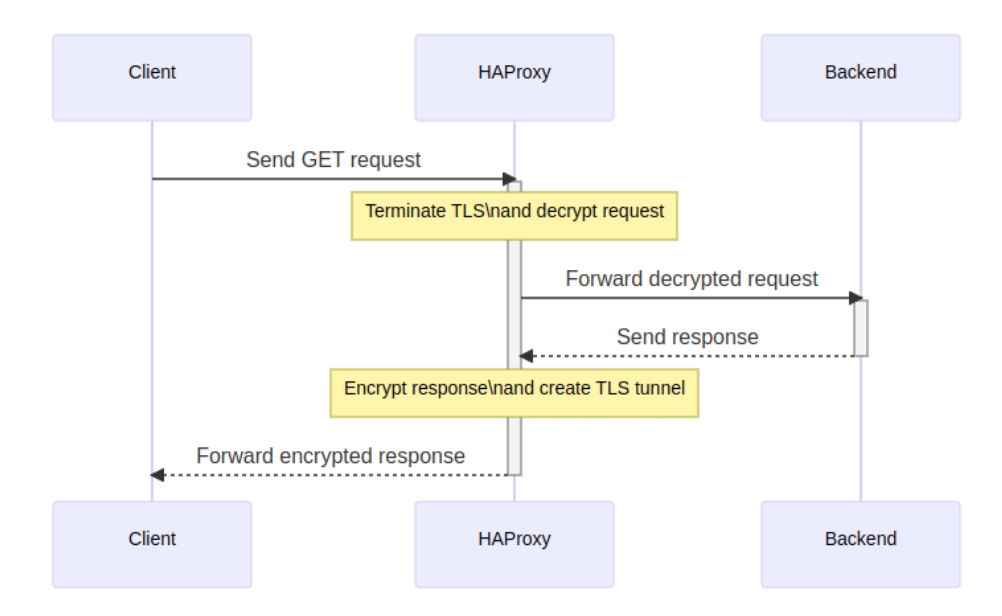 Client
HAProxy
Backend
Send GET request
Terminate TLS\nand decrypt request
Forward decrypted request
Send response
Encrypt response\nand create TLS tunnel
Forward encrypted response
Client
HAProxy
Backend